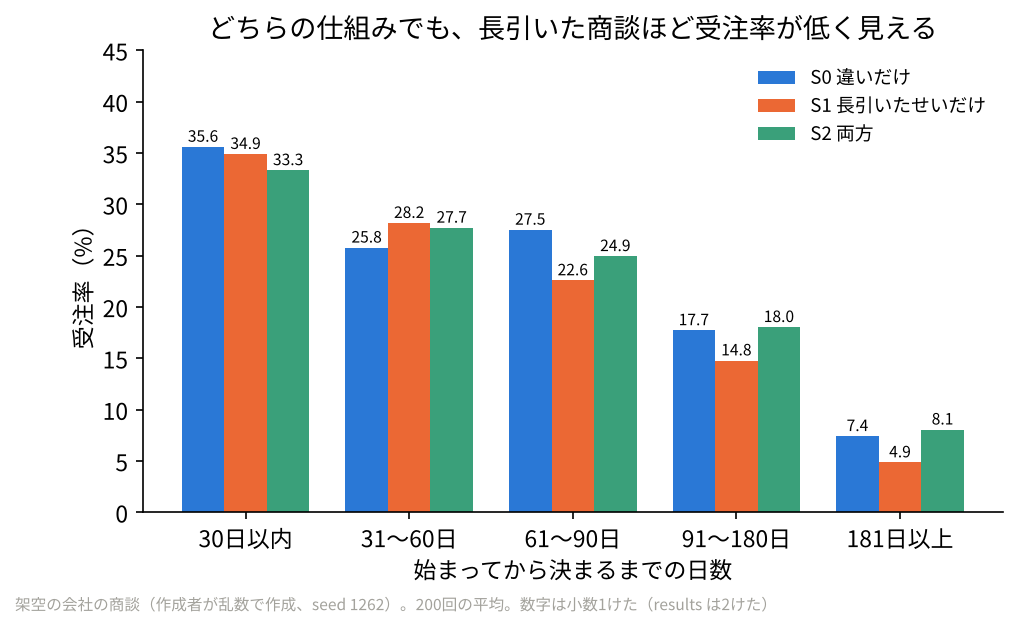 どちらの仕組みでも、長引いた商談ほど受注率が低く見える
S0 違いだけ
S1 長引いたせいだけ
S2 両方
受注率（%）
45
40
35
30
25
20
15
10
5
0
35.6
34.9
33.3
25.8
28.2
27.7
27.5
22.6
24.9
17.7
14.8
18.0
7.4
4.9
8.1
30日以内
31〜60日
61〜90日
91〜180日
181日以上
始まってから決まるまでの日数
架空の会社の商談（作成者が乱数で作成、seed 1262）。200回の平均。数字は小数1けた（results は2けた）